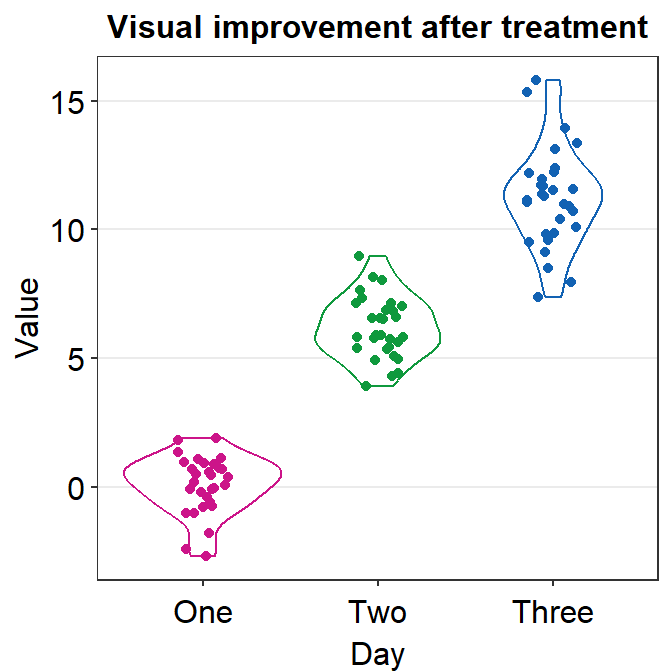 Visual improvement after treatment
15
10
5
0
Value
One Two Three
Day